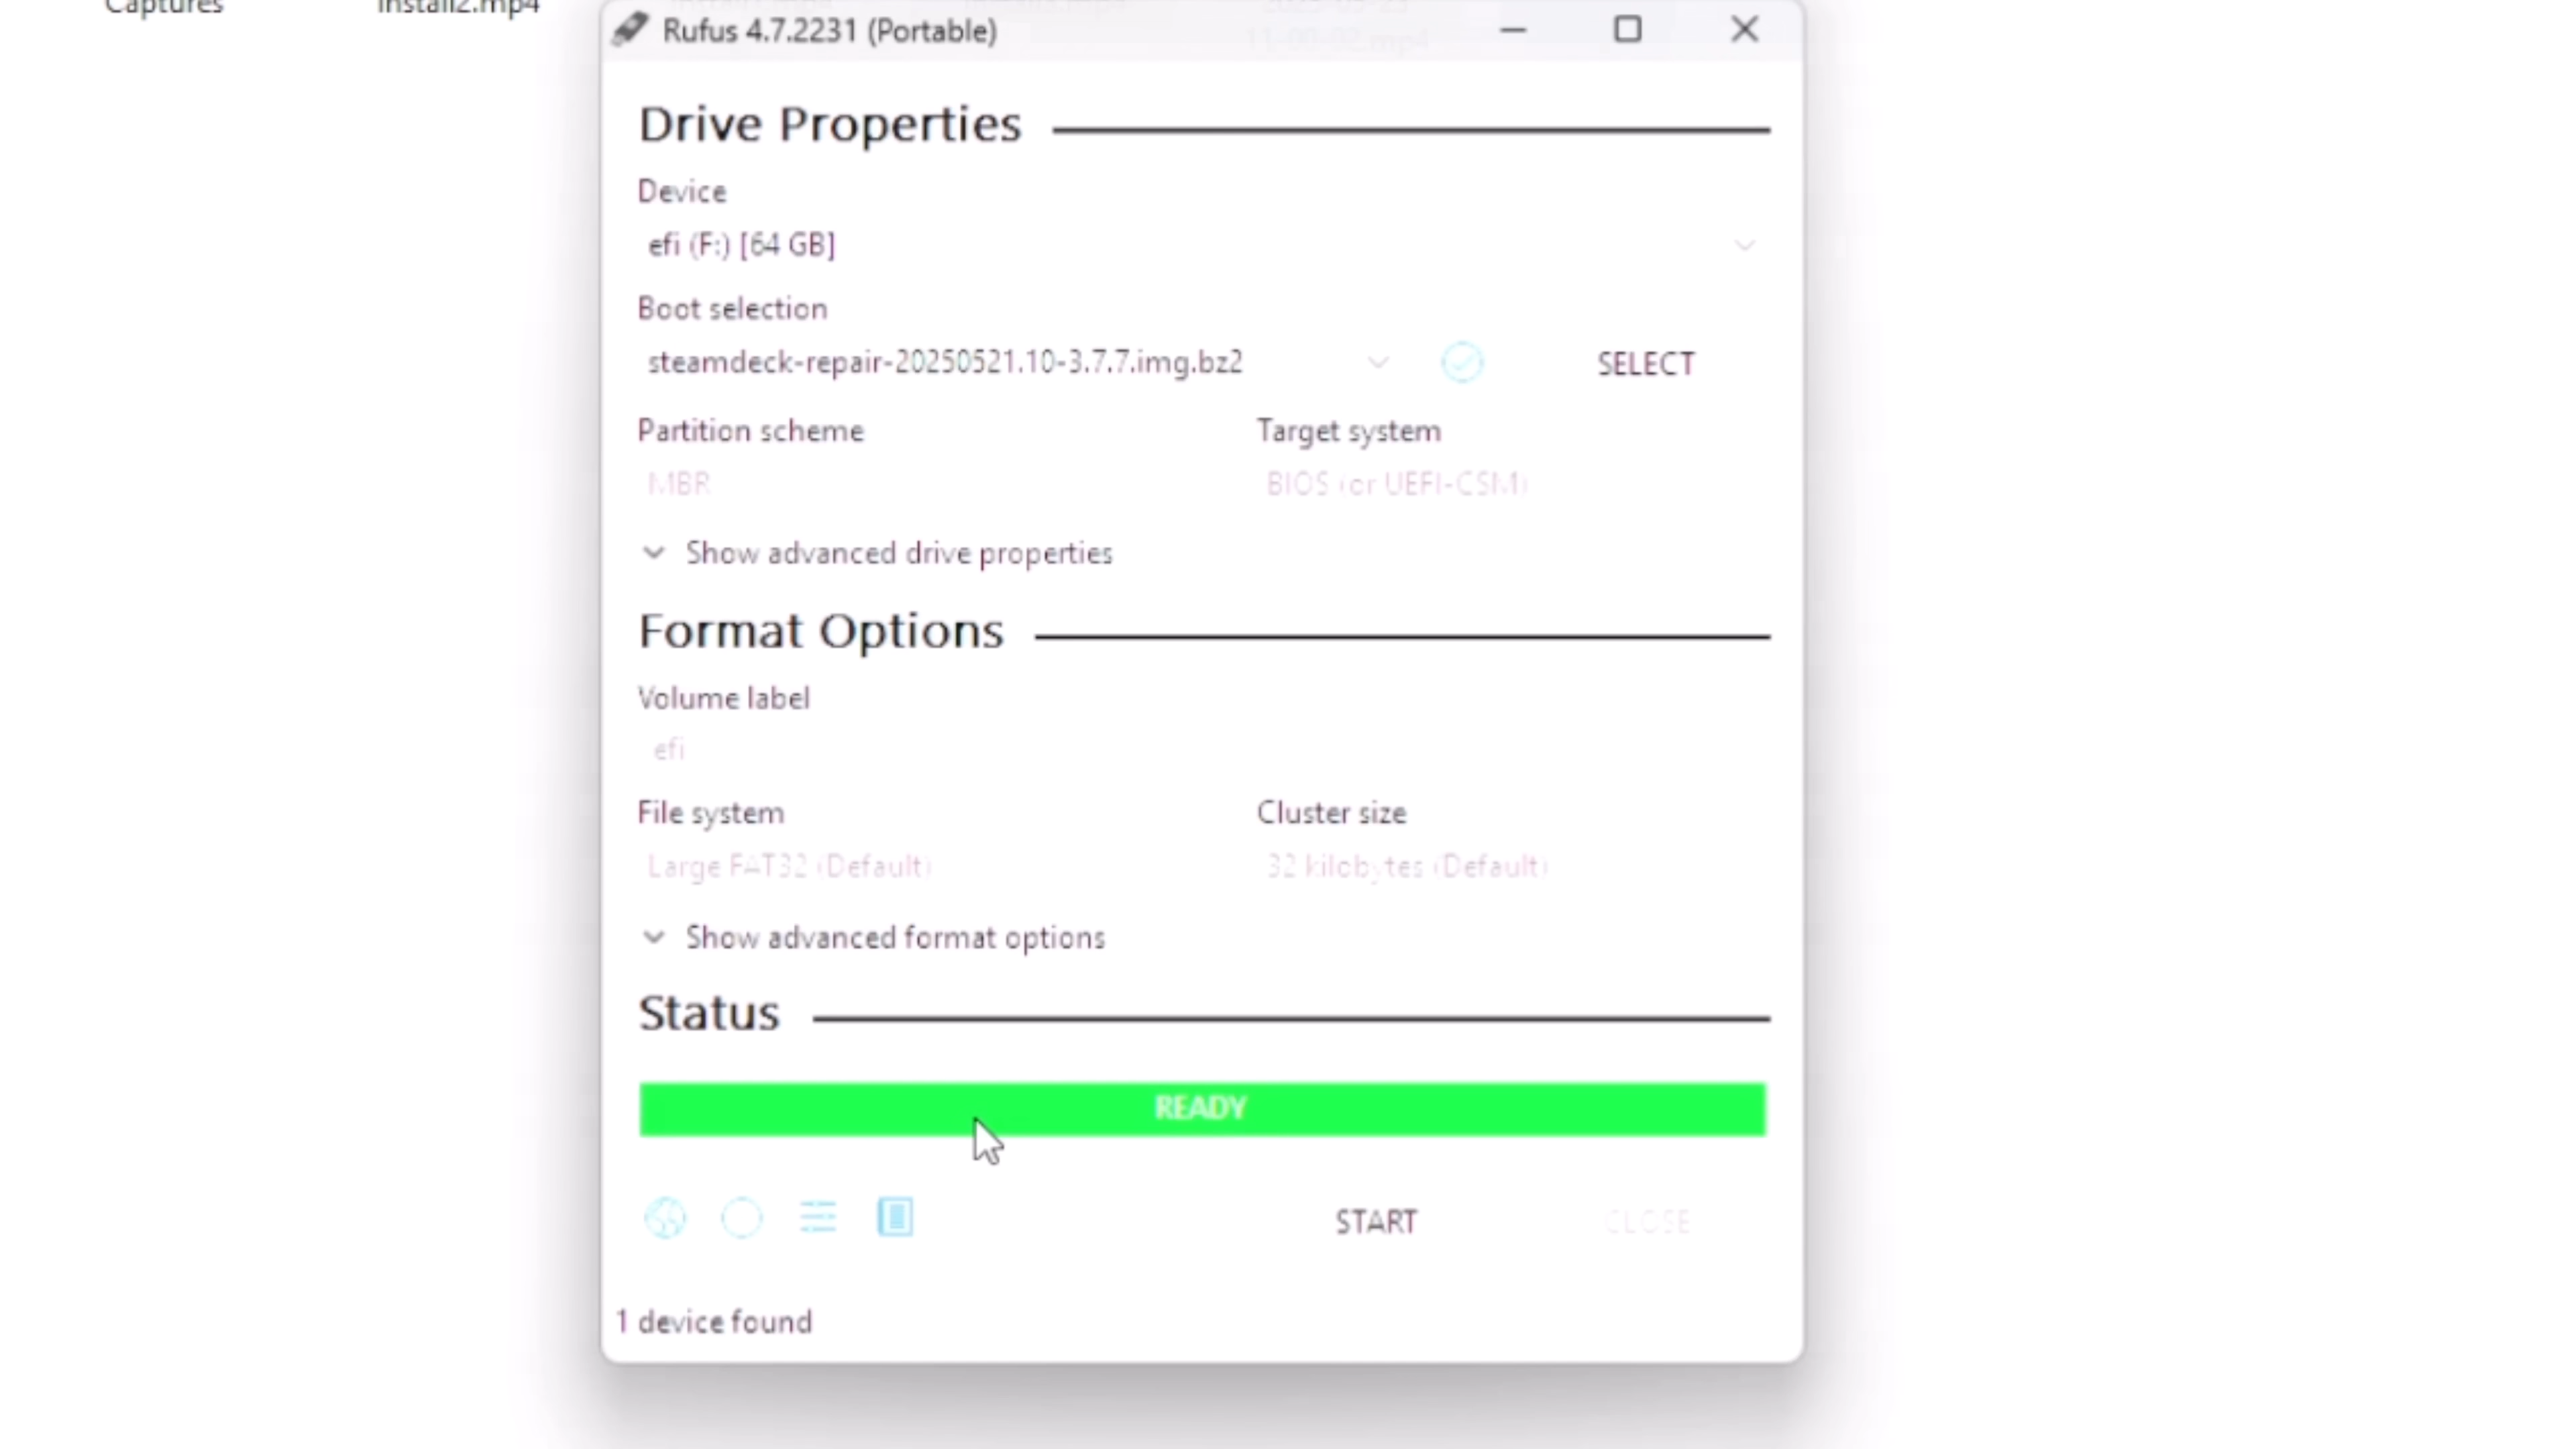 Captures
install2.mp4
Rufus 4.7.2231 (Portable)
Drive Properties
Device
efi (F:) [64 GB]
Boot selection
steamdeck-repair-20250521.10-3.7.7.img.bz2
SELECT
Partition scheme
Target system
MBR
BIOS (or UEFI-CSM)
Show advanced drive properties
Format Options
Volume label
efi
File system
Cluster size
Large FAT32 (Default)
32 kilobytes (Default)
Show advanced format options
Status
READY
START
CLOSE
1 device found